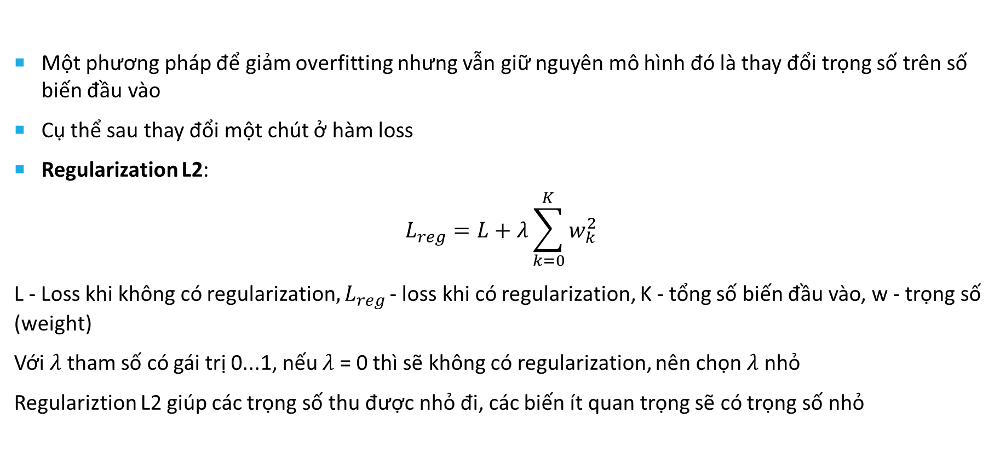 ▪ Một phương pháp để giảm overfitting nhưng vẫn giữ nguyên mô hình đó là thay đổi trọng số trên số
biến đầu vào
▪ Cụ thể sau thay đổi một chút ở hàm loss
▪ Regularization L2:
$L_{reg} = L + \lambda \sum_{k=0}^{K} w_k^2$
L - Loss khi không có regularization, $L_{reg}$ - loss khi có regularization, K - tổng số biến đầu vào, w - trọng số
(weight)
Với λ tham số có gái trị 0...1, nếu λ = 0 thì sẽ không có regularization, nên chọn λ nhỏ
Regulariztion L2 giúp các trọng số thu được nhỏ đi, các biến ít quan trọng sẽ có trọng số nhỏ